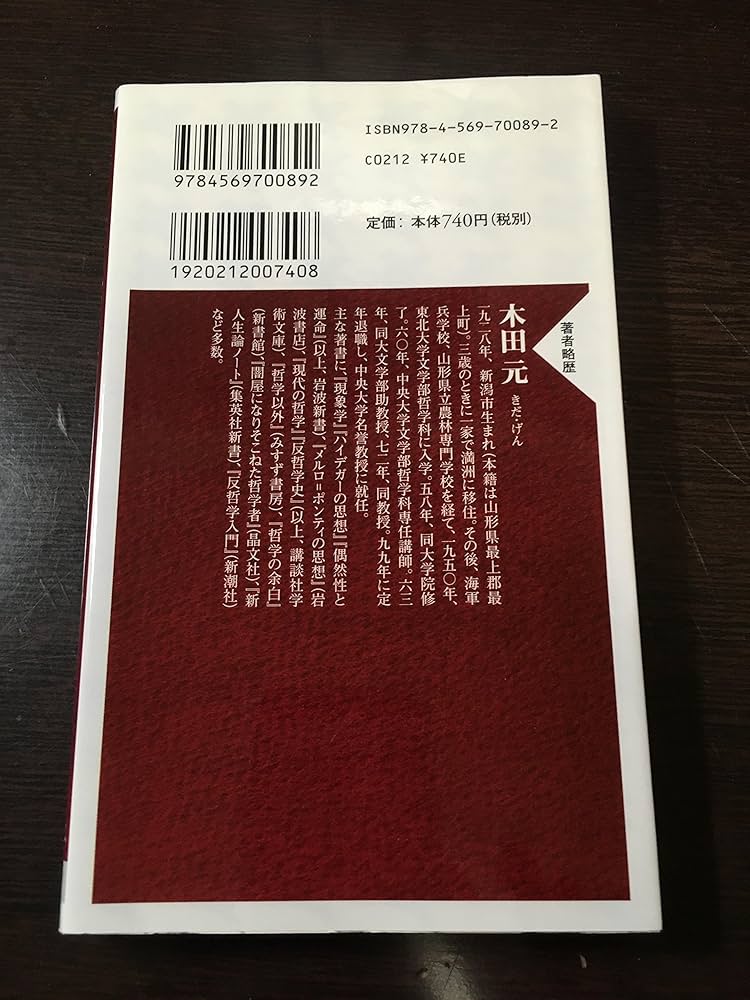 ISBN978-4-569-70089-2
C0212 ¥740E
9784569700892
定価：本体740円（税別）
1920212007408
著者略歴
木田 元 きだ・げん
一九二八年、新潟市生まれ（本籍は山形県最上郡最
上町）。三歳のときに一家で満洲に移住。その後、海軍
兵学校、山形県立農林専門学校を経て、一九五〇年、
東北大学文学部哲学科に入学。五八年、同大学院修
了。六〇年、中央大学文学部哲学科専任講師。六三
年、同大文学部助教授、七二年、同教授。九九年に定
年退職し、中央大学名誉教授に就任。
主な著書に、『現象学』『ハイデガーの思想』『偶然性と
運命』（以上、岩波新書）、『メルロ＝ポンティの思想』（岩
波書店）、『現代の哲学』『反哲学史』（以上、講談社学
術文庫）、『哲学以外』（みすず書房）、『哲学の余白』
（新書館）、『闇屋になりそこねた哲学者』（晶文社）、『新
人生論ノート』（集英社新書）、『反哲学入門』（新潮社）
など多数。